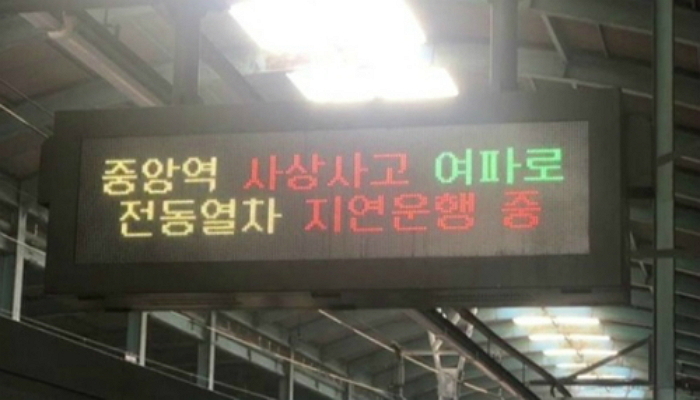 중앙역 사상사고 여파로
전동열차 지연운행 중